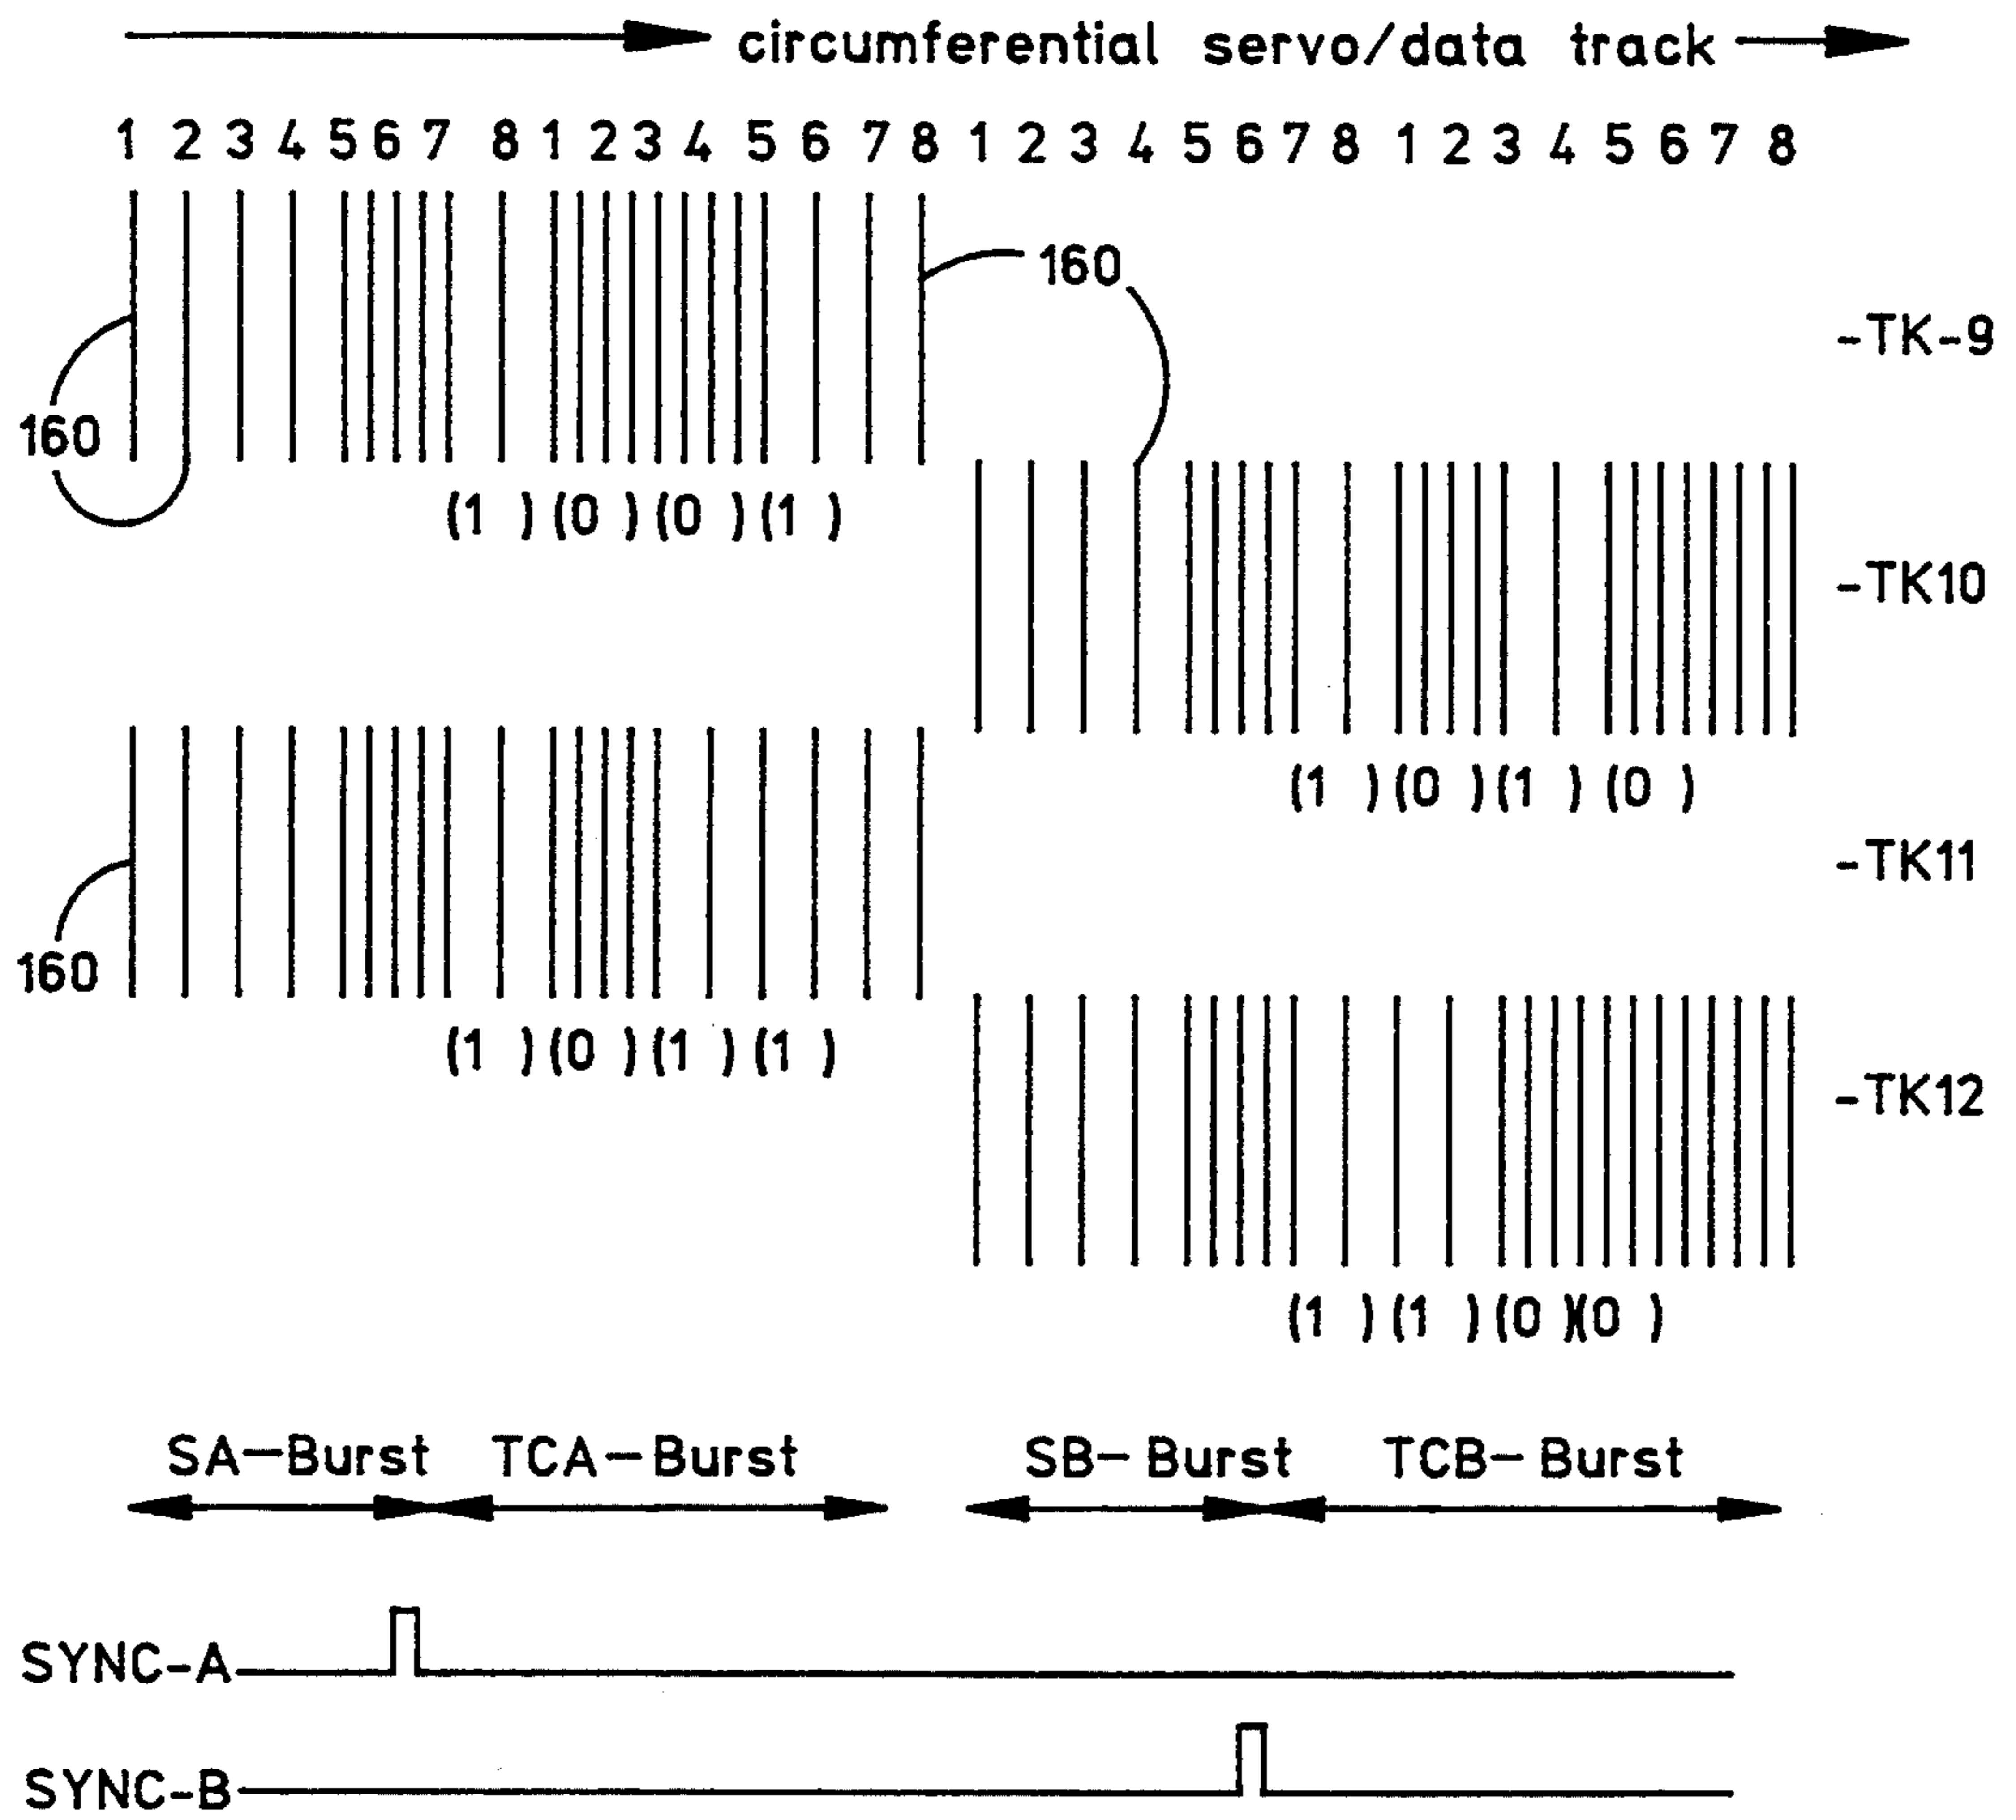 circumferential servo/data track
1 2 3 4 5 6 7 8 1 2 3 4 5 6 7 8 1 2 3 4 5 6 7 8 1 2 3 4 5 6 7 8
160
-TK-9
160
(1 )(0 )(0 )(1 )
-TK10
(1 )(0 )(1 )(0 )
-TK11
160
(1 )(0 )(1 )(1 )
-TK12
(1 )(1 )(0 )(0 )
SA-Burst TCA-Burst SB-Burst TCB-Burst
SYNC-A
SYNC-B